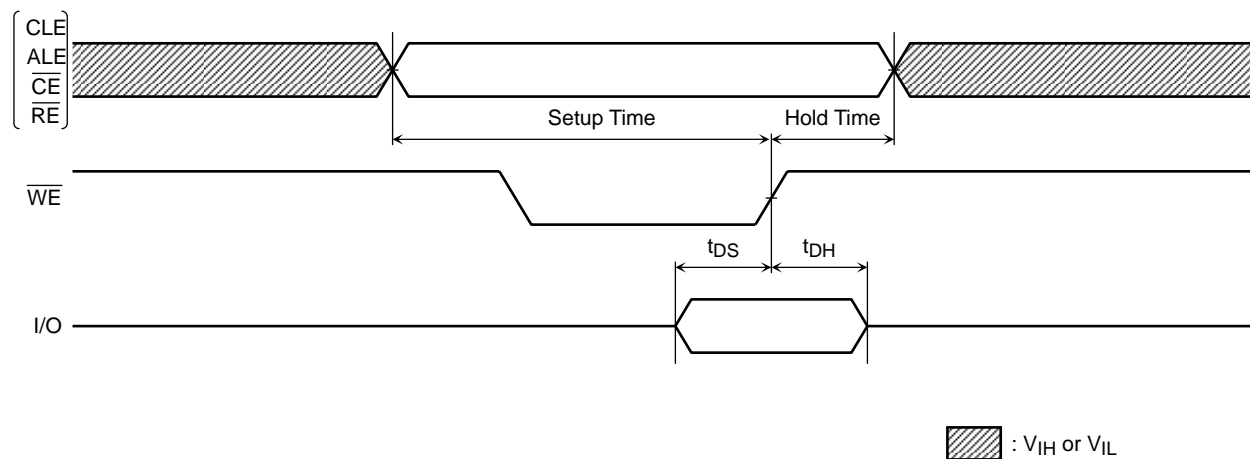 CLE
ALE
CE
RE
Setup Time
Hold Time
WE
tDS
tDH
I/O
: VIH or VIL